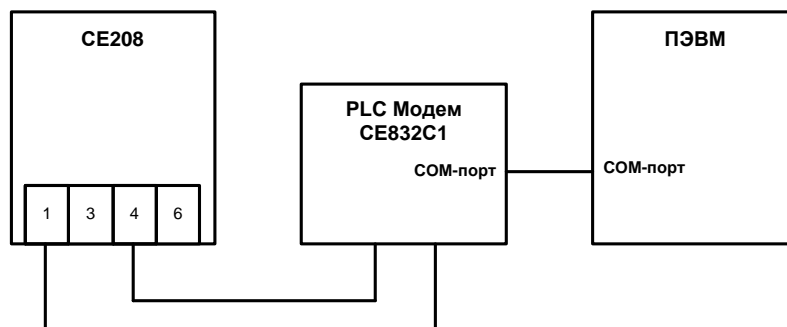 CE208
ПЭВМ
PLC Модем
CE832C1
COM-порт
COM-порт
1 3 4 6